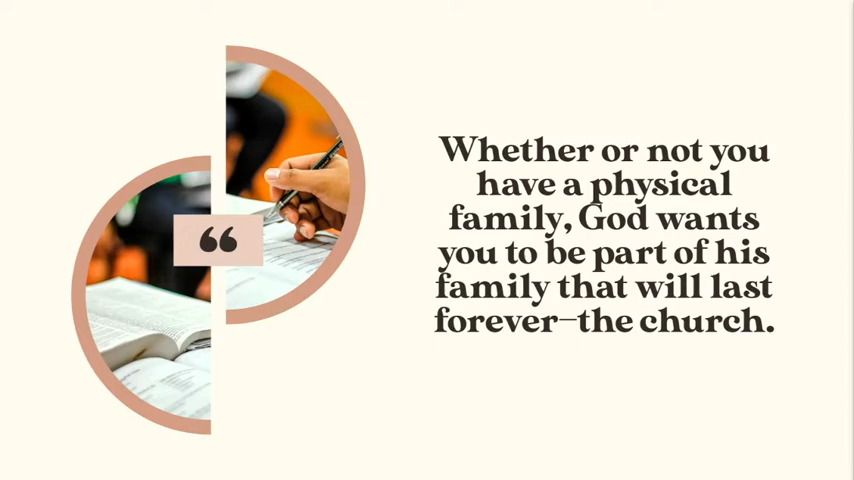 “
Whether or not you
have a physical
family, God wants
you to be part of his
family that will last
forever—the church.